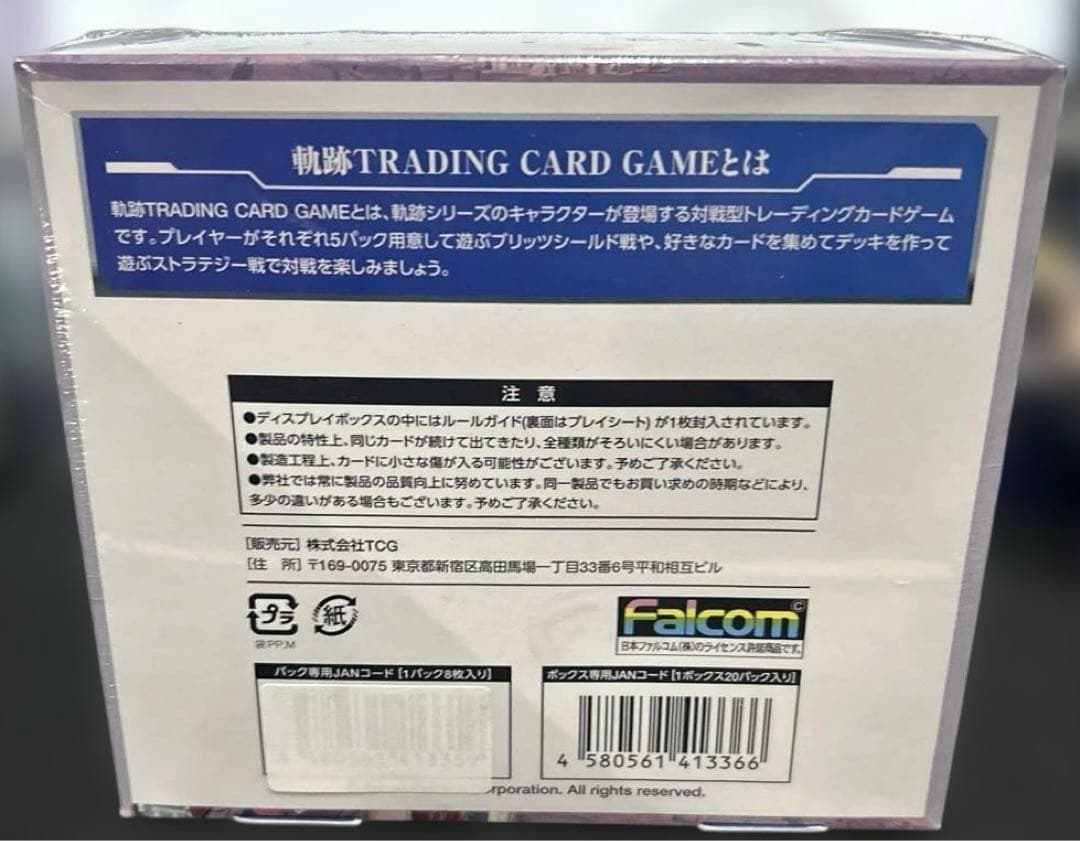 軌跡TRADING CARD GAMEとは
軌跡TRADING CARD GAMEとは、軌跡シリーズのキャラクターが登場する対戦型トレーディングカードゲーム
です。プレイヤーがそれぞれ5パック用意して遊ぶブリッツシールド戦や、好きなカードを集めてデッキを作って
遊ぶストラテジー戦で対戦を楽しみましょう。
注 意
●ディスプレイボックスの中にはルールガイド(裏面はプレイシート) が1枚封入されています。
●製品の特性上、同じカードが続けて出てきたり、全種類がそろいにくい場合があります。
●製造工程上、カードに小さな傷が入る可能性がございます。予めご了承ください。
●弊社では常に製品の品質向上に努めています。同一製品でもお買い求めの時期などにより、
多少の違いがある場合もございます。予めご了承ください。
[販売元] 株式会社TCG
[住 所] 〒169-0075 東京都新宿区高田馬場一丁目33番6号平和相互ビル
プラ 紙
袋:PP,M
Falcom ©
日本ファルコム(株)のライセンス許諾商品です。
パック専用JANコード [1パック8枚入り]
ボックス専用JANコード [1ボックス20パック入り]
4 580561 413359
4 580561 413366
rporation. All rights reserved.